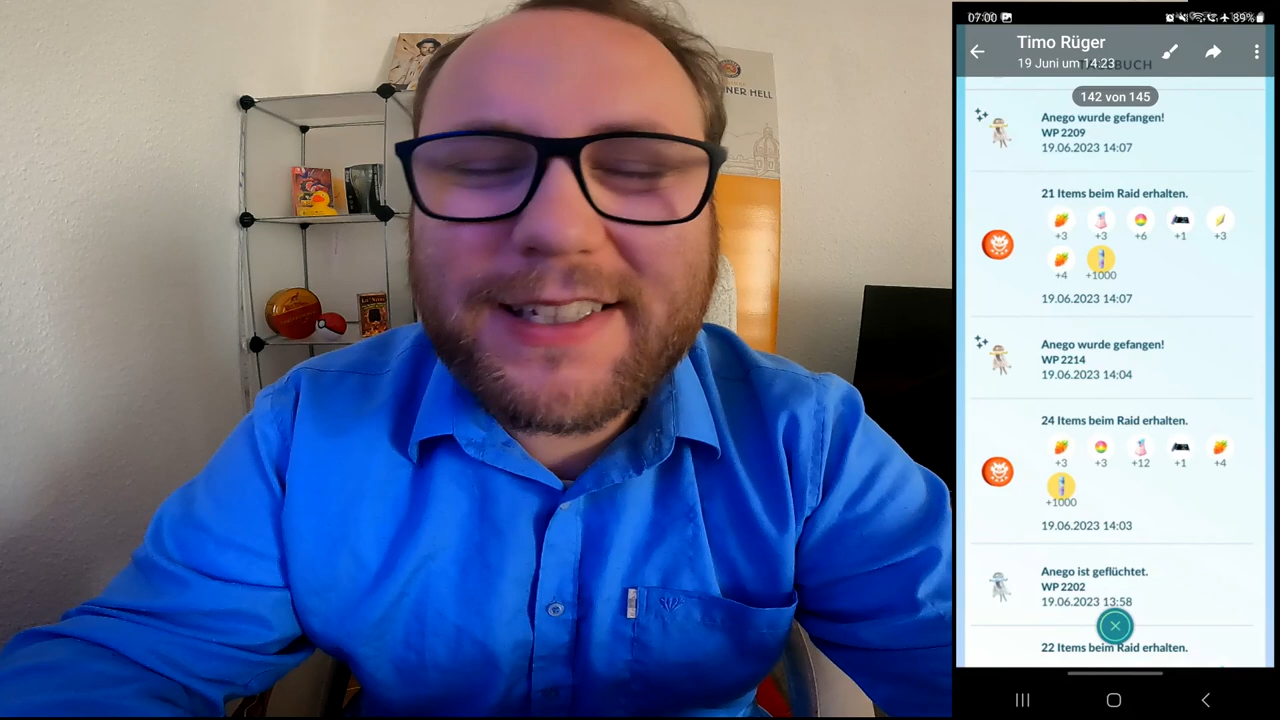 NER HELL
07:00
89%
Timo Rüger
19 Juni um 14:23
BUCH
142 von 145
Anego wurde gefangen!
WP 2209
19.06.2023 14:07
21 Items beim Raid erhalten.
+3 +3 +6 +1 +3
+4 +1000
19.06.2023 14:07
Anego wurde gefangen!
WP 2214
19.06.2023 14:04
24 Items beim Raid erhalten.
+3 +3 +12 +1 +4
+1000
19.06.2023 14:03
Anego ist geflüchtet.
WP 2202
19.06.2023 13:58
22 Items beim Raid erhalten.